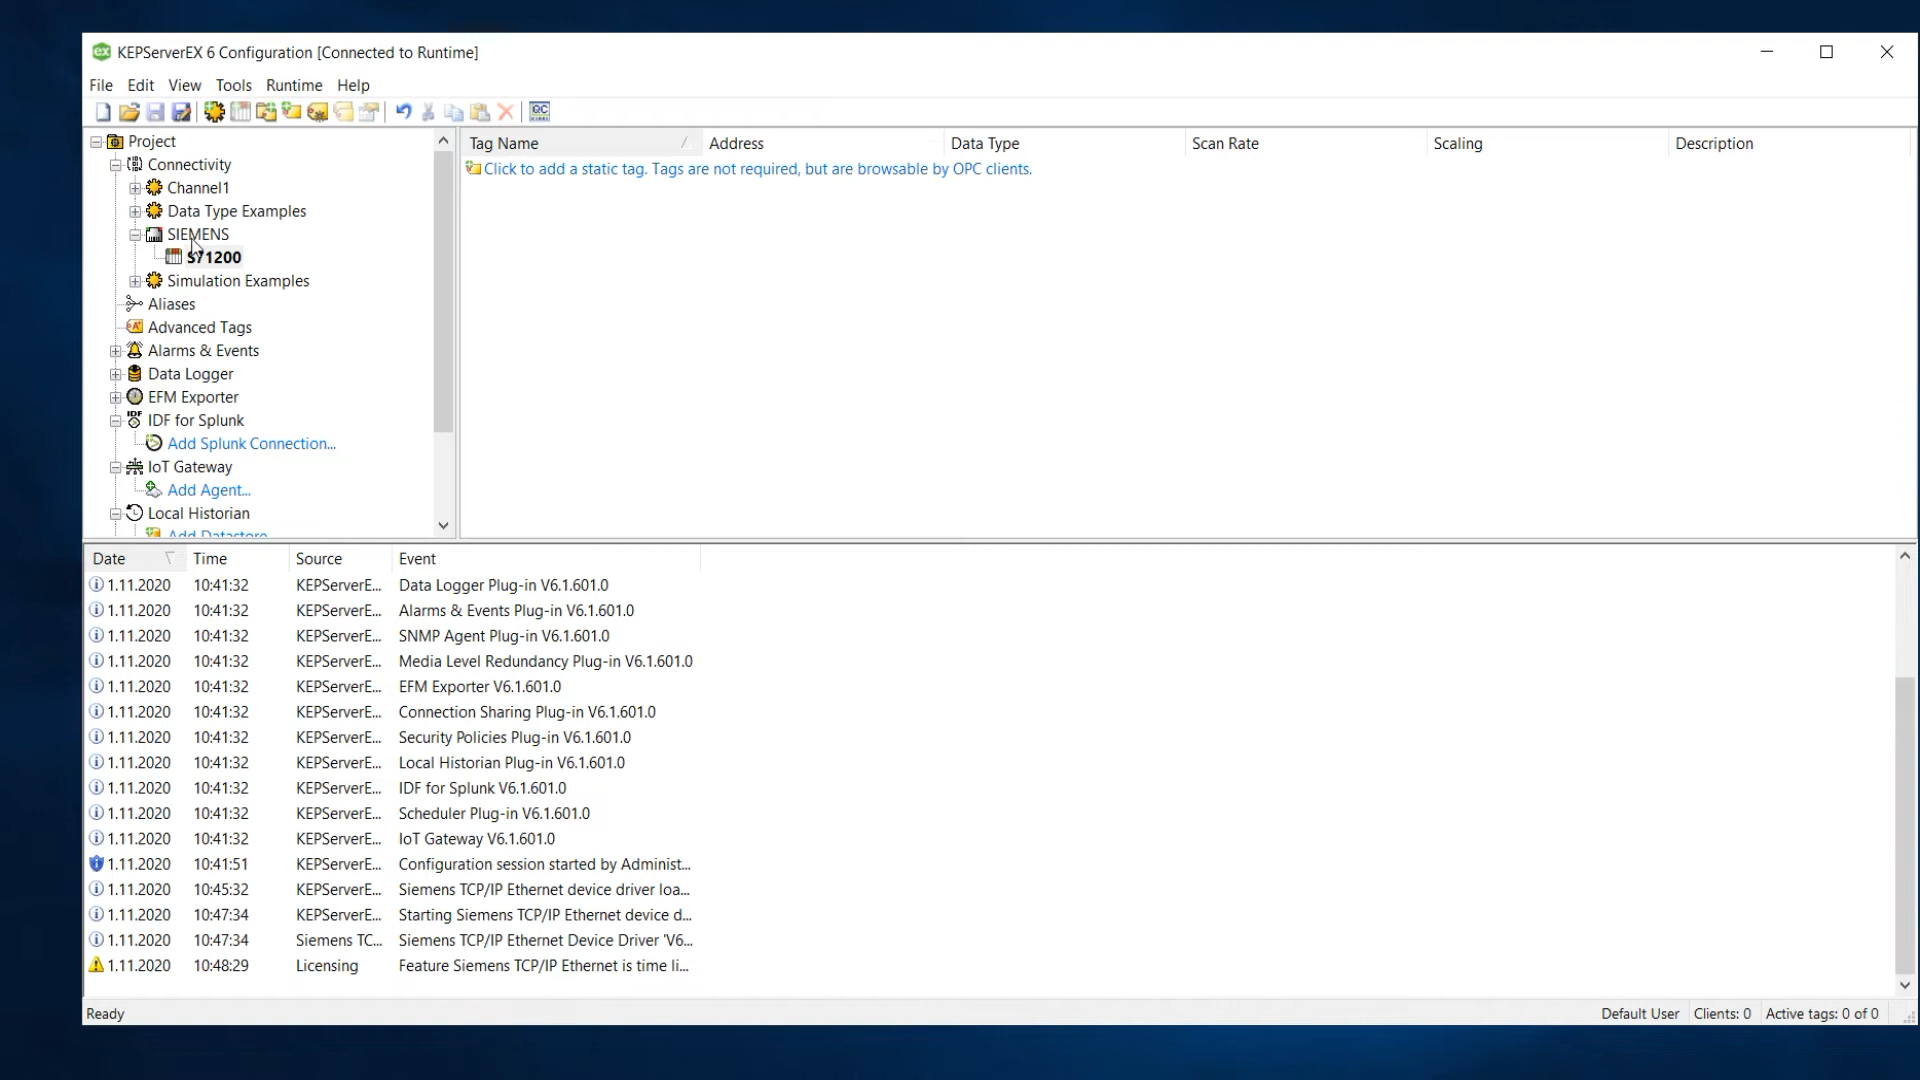 KEPServerEX 6 Configuration [Connected to Runtime]
File Edit View Tools Runtime Help
QC
Project
Connectivity
Channel1
Data Type Examples
SIEMENS
S71200
Simulation Examples
Aliases
Advanced Tags
Alarms & Events
Data Logger
EFM Exporter
IDF for Splunk
Add Splunk Connection...
IoT Gateway
Add Agent...
Local Historian
Add Datastore
Tag Name Address Data Type Scan Rate Scaling Description
Click to add a static tag. Tags are not required, but are browsable by OPC clients.
Date Time Source Event
1.11.2020 10:41:32 KEPServerE... Data Logger Plug-in V6.1.601.0
1.11.2020 10:41:32 KEPServerE... Alarms & Events Plug-in V6.1.601.0
1.11.2020 10:41:32 KEPServerE... SNMP Agent Plug-in V6.1.601.0
1.11.2020 10:41:32 KEPServerE... Media Level Redundancy Plug-in V6.1.601.0
1.11.2020 10:41:32 KEPServerE... EFM Exporter V6.1.601.0
1.11.2020 10:41:32 KEPServerE... Connection Sharing Plug-in V6.1.601.0
1.11.2020 10:41:32 KEPServerE... Security Policies Plug-in V6.1.601.0
1.11.2020 10:41:32 KEPServerE... Local Historian Plug-in V6.1.601.0
1.11.2020 10:41:32 KEPServerE... IDF for Splunk V6.1.601.0
1.11.2020 10:41:32 KEPServerE... Scheduler Plug-in V6.1.601.0
1.11.2020 10:41:32 KEPServerE... IoT Gateway V6.1.601.0
1.11.2020 10:41:51 KEPServerE... Configuration session started by Administ...
1.11.2020 10:45:32 KEPServerE... Siemens TCP/IP Ethernet device driver loa...
1.11.2020 10:47:34 KEPServerE... Starting Siemens TCP/IP Ethernet device d...
1.11.2020 10:47:34 Siemens TC... Siemens TCP/IP Ethernet Device Driver 'V6...
1.11.2020 10:48:29 Licensing Feature Siemens TCP/IP Ethernet is time li...
Ready Default User Clients: 0 Active tags: 0 of 0